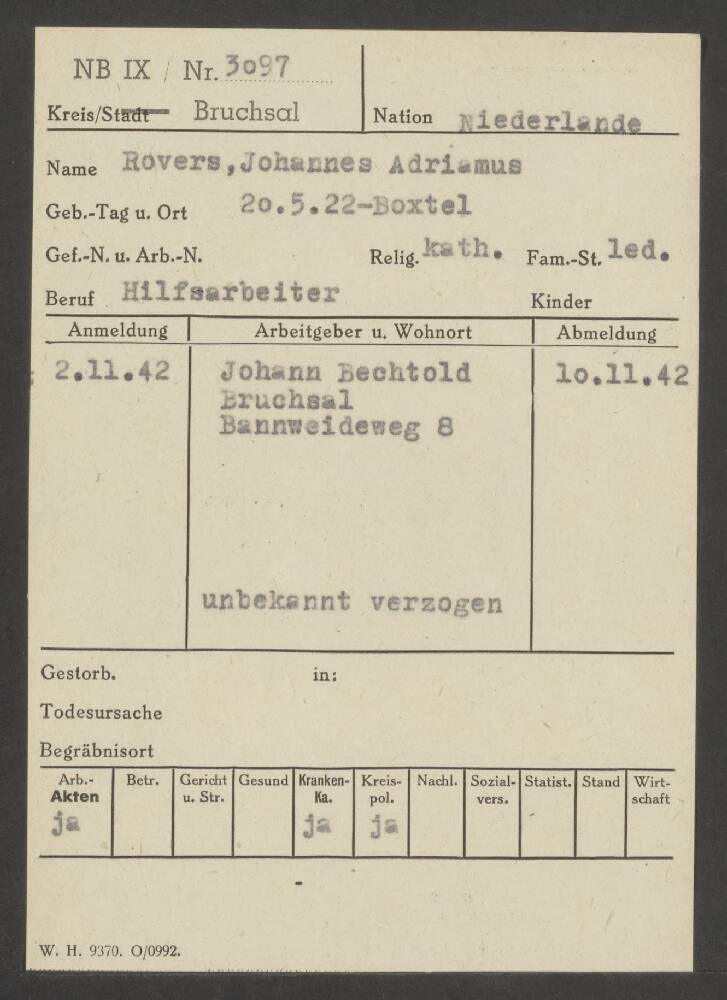 NB IX / Nr. 3097
Kreis/Stadt Bruchsal
Nation Niederlande
Name Rovers,Johannes Adriamus
Geb.-Tag u. Ort 20.5.22-Boxtel
Gef.-N. u. Arb.-N. Relig. kath. Fam.-St. led.
Beruf Hilfsarbeiter Kinder
Anmeldung Arbeitgeber u. Wohnort Abmeldung
2.11.42 Johann Bechtold 10.11.42
Bruchsal
Bannweideweg 8
unbekannt verzogen
Gestorb. in:
Todesursache
Begräbnisort
Arb.- Betr. Gericht Gesund Kranken- Kreis- Nachl. Sozial- Statist. Stand Wirt-
Akten u. Str. Ka. pol. vers. schaft
ja ja ja
W. H. 9370. O/0992.